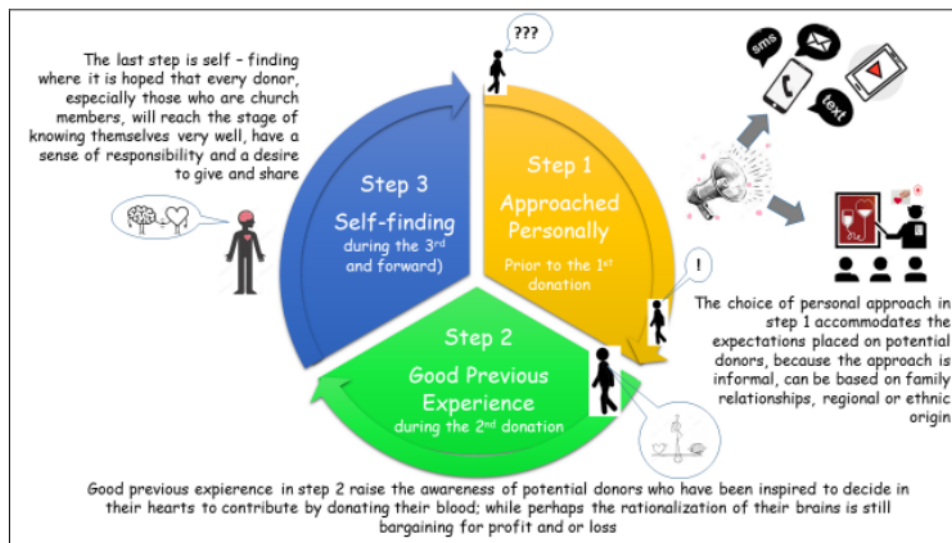 The last step is self – finding
where it is hoped that every donor,
especially those who are church
members, will reach the stage of
knowing themselves very well, have a
sense of responsibility and a desire
to give and share
???
sms
text
Step 1
Approached
Personally
Prior to the 1st
donation
!
Step 3
Self-finding
during the 3rd
and forward)
Step 2
Good Previous
Experience
during the 2nd donation
The choice of personal approach in
step 1 accommodates the
expectations placed on potential
donors, because the approach is
informal, can be based on family
relationships, regional or ethnic
origin
Good previous expierence in step 2 raise the awareness of potential donors who have been inspired to decide in
their hearts to contribute by donating their blood; while perhaps the rationalization of their brains is still
bargaining for profit and or loss